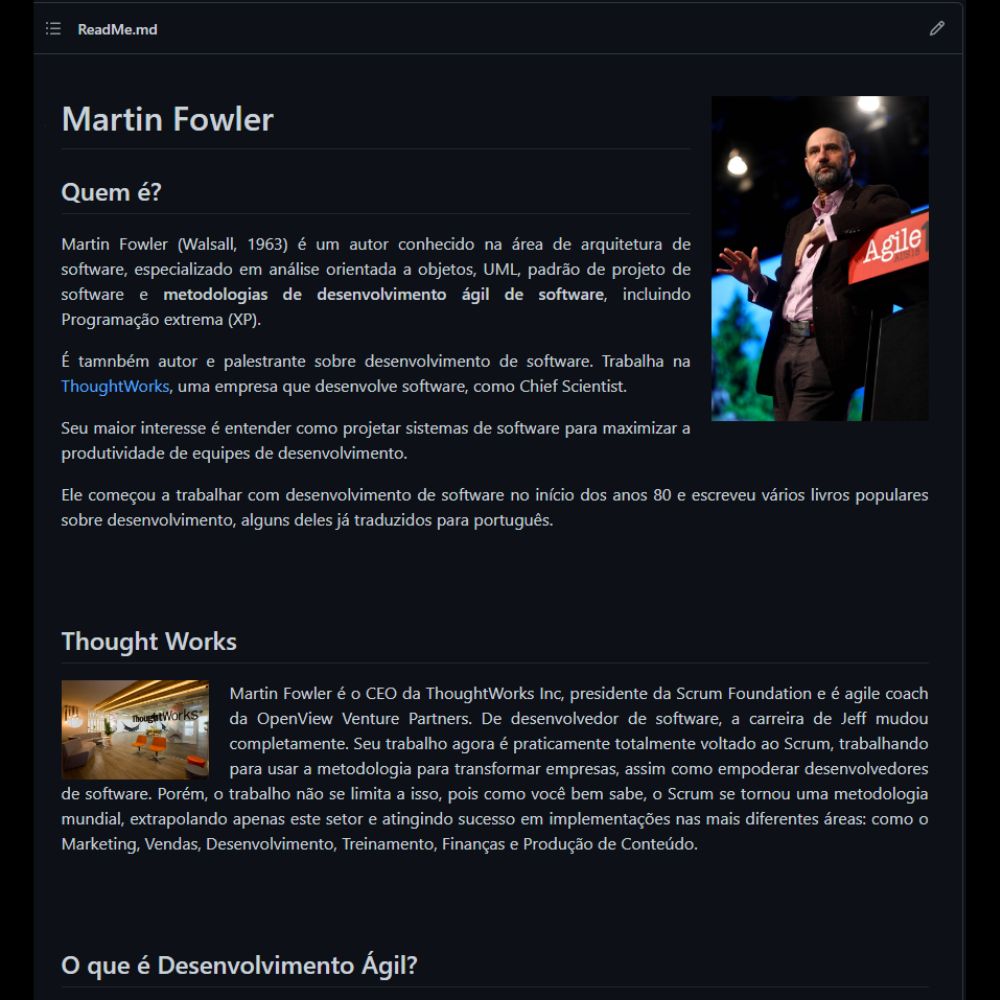 ReadMe.md
Martin Fowler
Quem é?
Martin Fowler (Walsall, 1963) é um autor conhecido na área de arquitetura de
software, especializado em análise orientada a objetos, UML, padrão de projeto de
software e metodologias de desenvolvimento ágil de software, incluindo
Programação extrema (XP).
É tamnbém autor e palestrante sobre desenvolvimento de software. Trabalha na
ThoughtWorks, uma empresa que desenvolve software, como Chief Scientist.
Seu maior interesse é entender como projetar sistemas de software para maximizar a
produtividade de equipes de desenvolvimento.
Ele começou a trabalhar com desenvolvimento de software no início dos anos 80 e escreveu vários livros populares
sobre desenvolvimento, alguns deles já traduzidos para português.
Agile
Thought Works
ThoughtWorks
Martin Fowler é o CEO da ThoughtWorks Inc, presidente da Scrum Foundation e é agile coach
da OpenView Venture Partners. De desenvolvedor de software, a carreira de Jeff mudou
completamente. Seu trabalho agora é praticamente totalmente voltado ao Scrum, trabalhando
para usar a metodologia para transformar empresas, assim como empoderar desenvolvedores
de software. Porém, o trabalho não se limita a isso, pois como você bem sabe, o Scrum se tornou uma metodologia
mundial, extrapolando apenas este setor e atingindo sucesso em implementações nas mais diferentes áreas: como o
Marketing, Vendas, Desenvolvimento, Treinamento, Finanças e Produção de Conteúdo.
O que é Desenvolvimento Ágil?